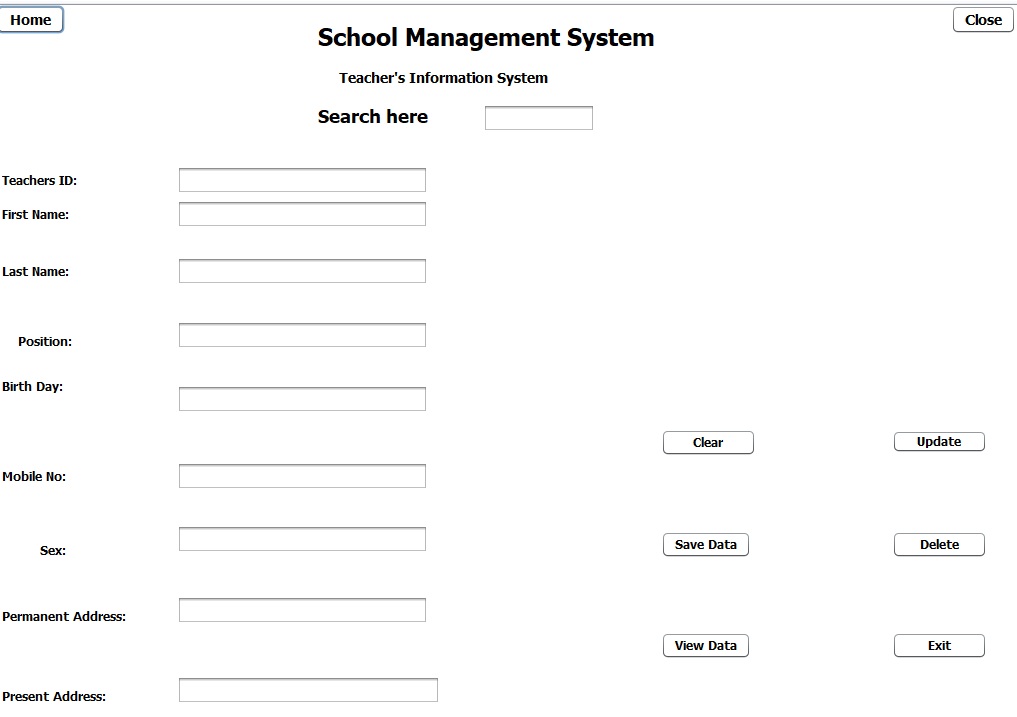 Home
Close
School Management System
Teacher's Information System
Search here
Teachers ID:
First Name:
Last Name:
Position:
Birth Day:
Clear
Update
Mobile No:
Sex:
Save Data
Delete
Permanent Address:
View Data
Exit
Present Address: